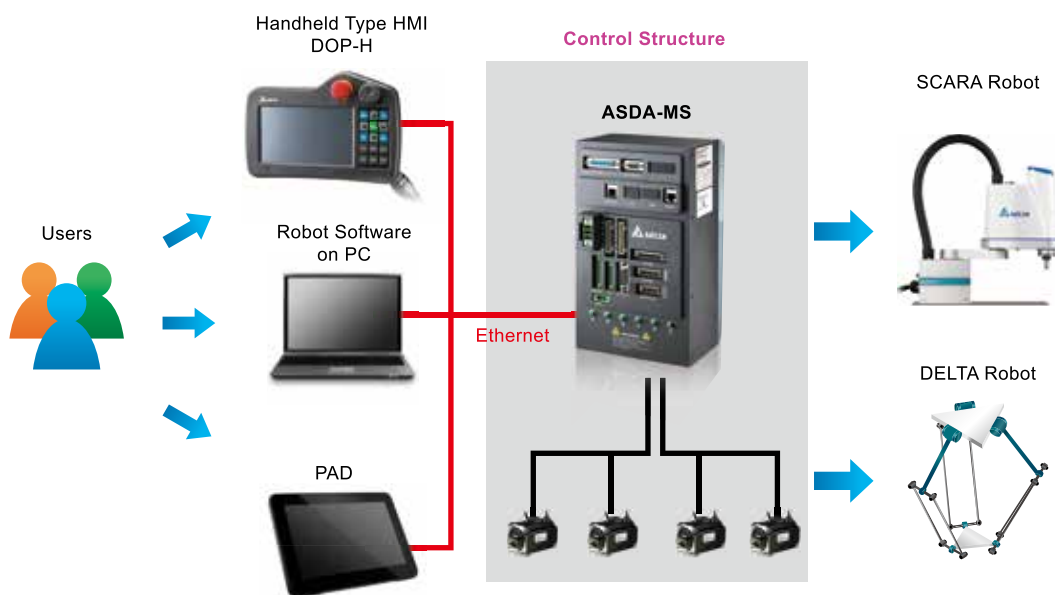 Handheld Type HMI
DOP-H
Control Structure
ASDA-MS
SCARA Robot
Users
Robot Software
on PC
Ethernet
DELTA Robot
PAD